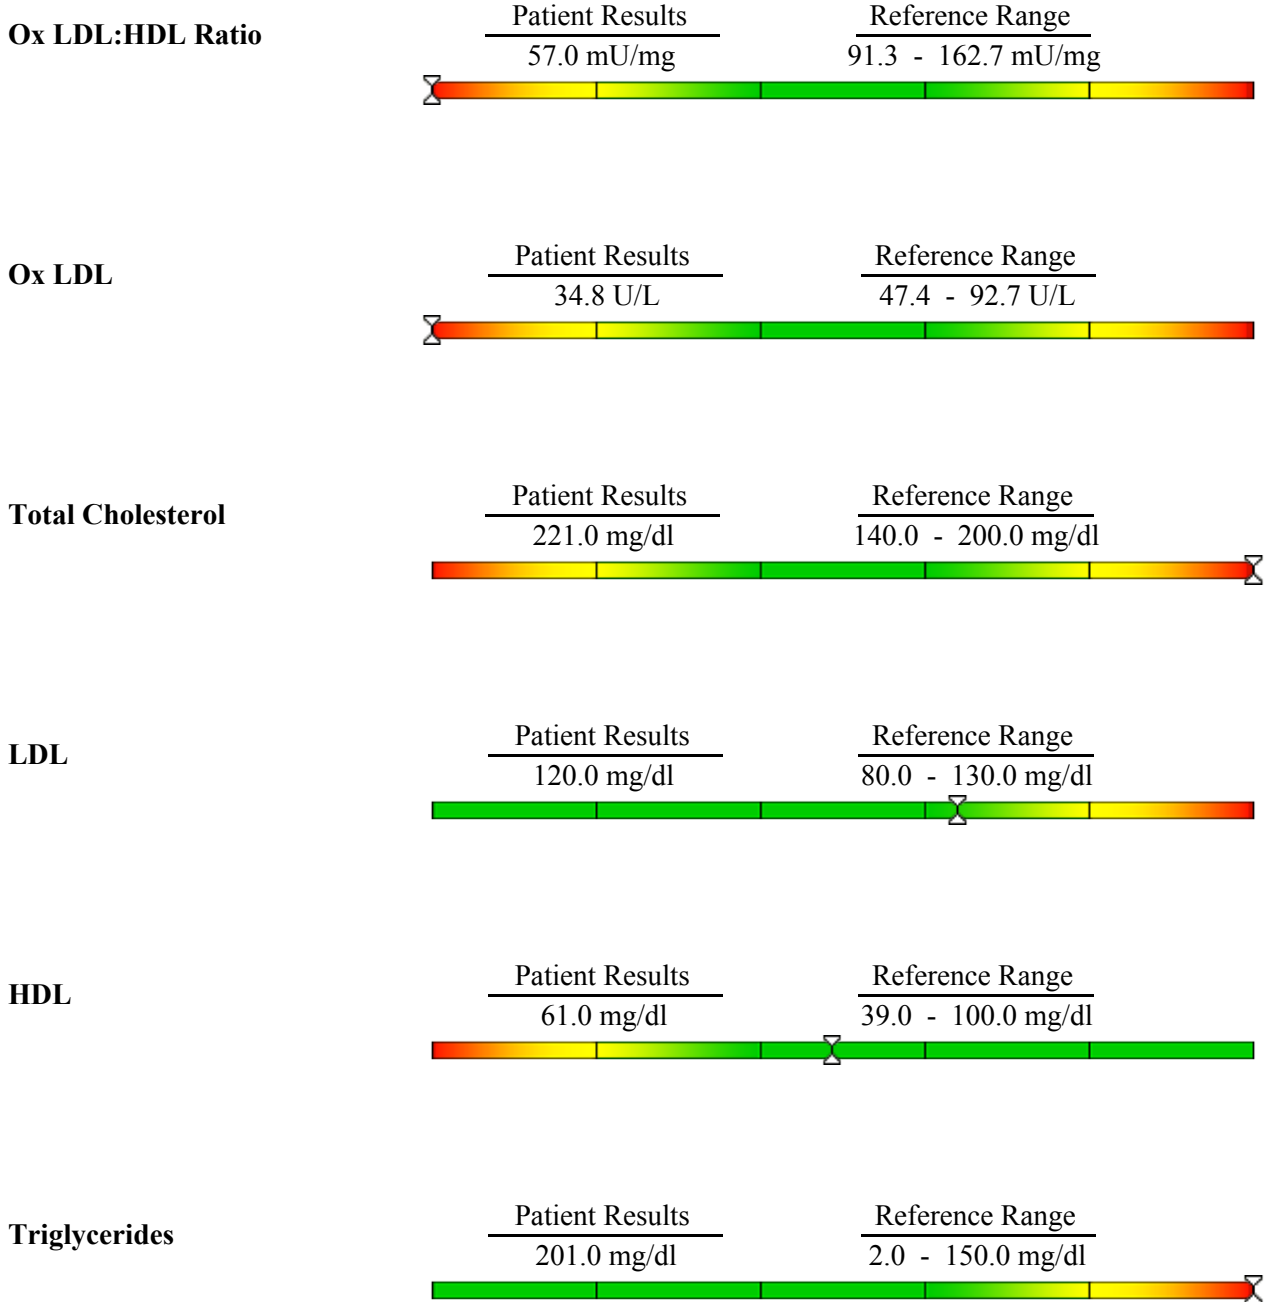 Patient Results Reference Range
Ox LDL:HDL Ratio
57.0 mU/mg 91.3 - 162.7 mU/mg
Patient Results Reference Range
Ox LDL
34.8 U/L 47.4 - 92.7 U/L
Patient Results Reference Range
Total Cholesterol
221.0 mg/dl 140.0 - 200.0 mg/dl
Patient Results Reference Range
LDL
120.0 mg/dl 80.0 - 130.0 mg/dl
Patient Results Reference Range
HDL
61.0 mg/dl 39.0 - 100.0 mg/dl
Patient Results Reference Range
Triglycerides
201.0 mg/dl 2.0 - 150.0 mg/dl